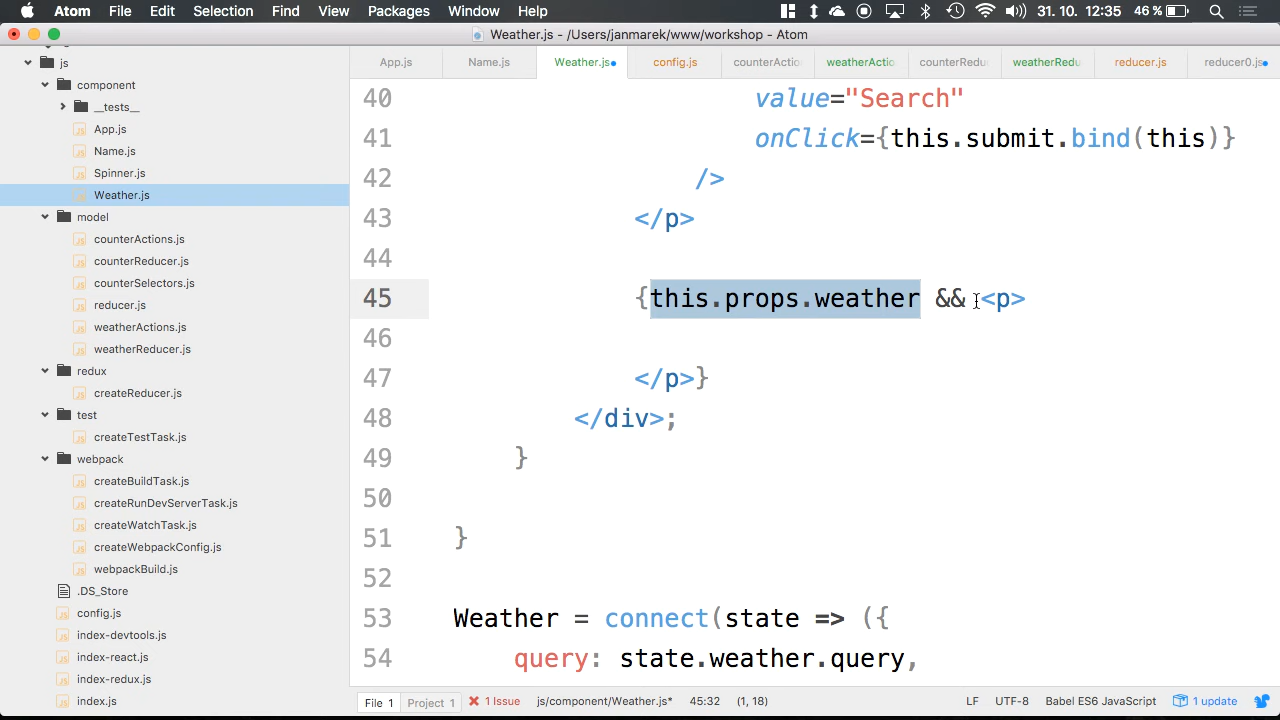 Atom File Edit Selection Find View Packages Window Help 31. 10. 12:35 46 %
Weather.js - /Users/janmarek/www/workshop - Atom
App.js Name.js Weather.js config.js counterActio weatherActio counterRedu weatherRedu reducer.js reducer0.js
js
component
__tests__
App.js
Name.js
Spinner.js
Weather.js
model
counterActions.js
counterReducer.js
counterSelectors.js
reducer.js
weatherActions.js
weatherReducer.js
redux
createReducer.js
test
createTestTask.js
webpack
createBuildTask.js
createRunDevServerTask.js
createWatchTask.js
createWebpackConfig.js
webpackBuild.js
.DS_Store
config.js
index-devtools.js
index-react.js
index-redux.js
index.js
40 value="Search"
41 onClick={this.submit.bind(this)}
42 />
43 </p>
44
45 {this.props.weather && <p>
46
47 </p>}
48 </div>;
49 }
50
51 }
52
53 Weather = connect(state => ({
54 query: state.weather.query,
File 1 Project 1 1 Issue js/component/Weather.js* 45:32 (1, 18) LF UTF-8 Babel ES6 JavaScript 1 update